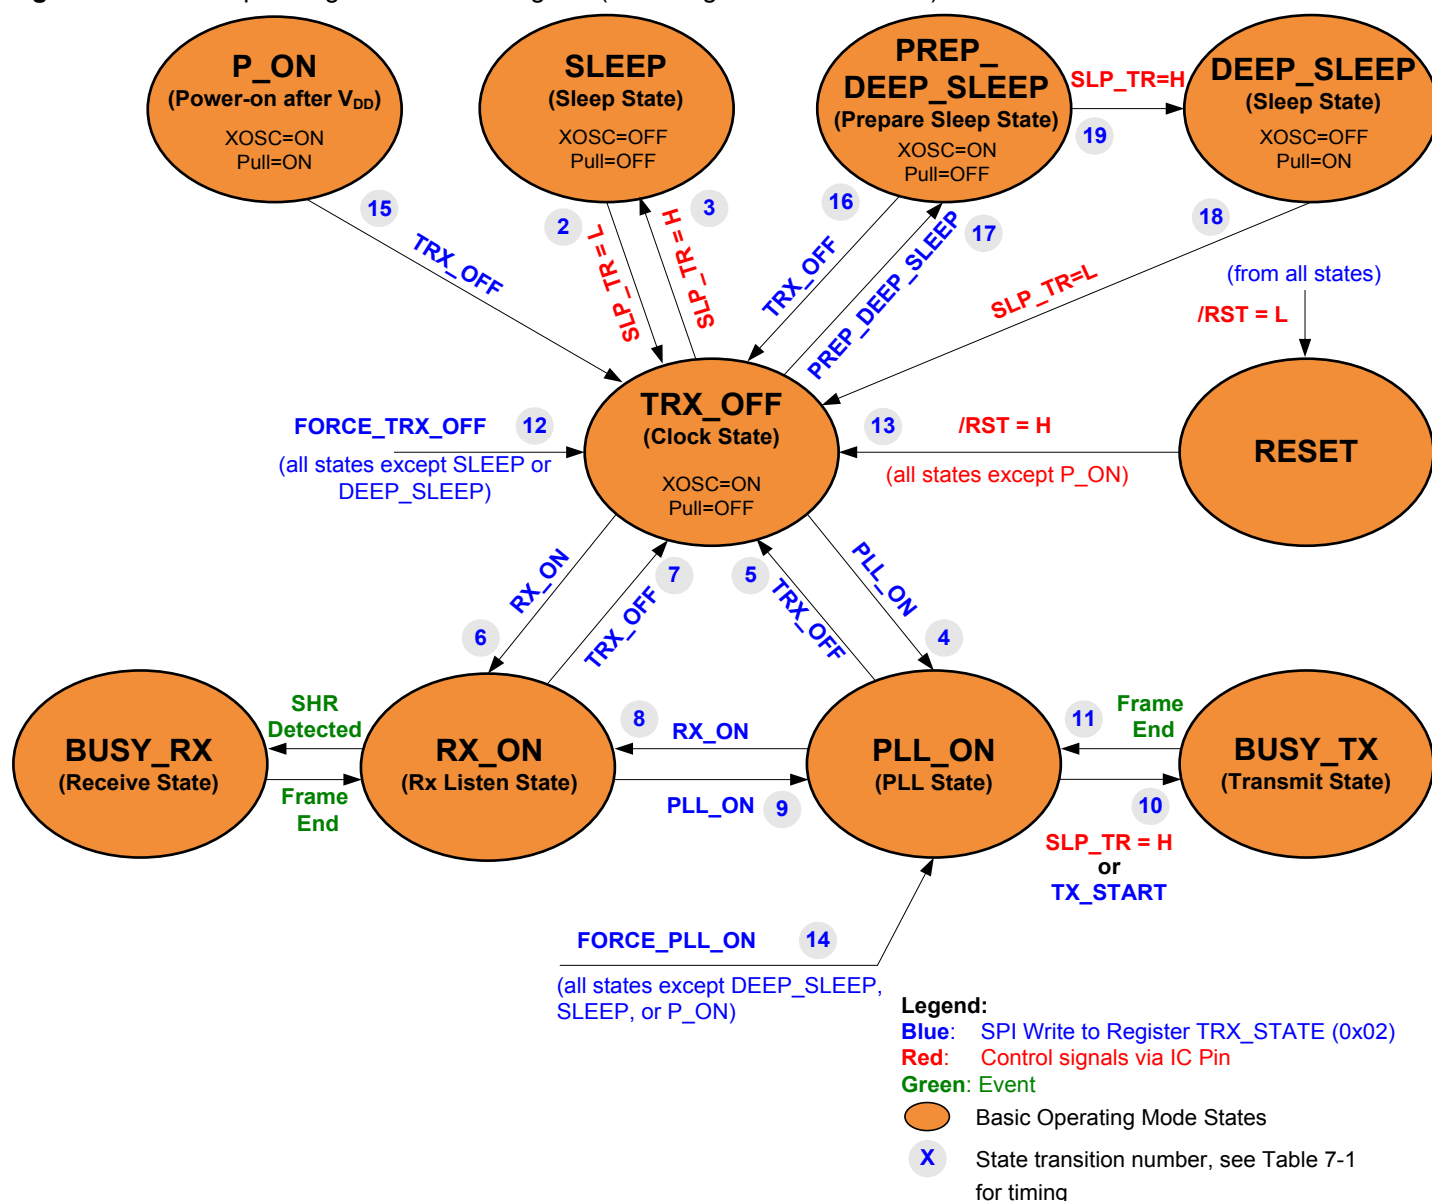 P_ON
(Power-on after VDD)
XOSC=ON
Pull=ON
SLEEP
(Sleep State)
XOSC=OFF
Pull=OFF
PREP_
DEEP_SLEEP
(Prepare Sleep State)
XOSC=ON
Pull=OFF
SLP_TR=H
19
DEEP_SLEEP
(Sleep State)
XOSC=OFF
Pull=ON
15
TRX_OFF
2
SLP_TR = L
3
SLP_TR = H
16
TRX_OFF
17
PREP_DEEP_SLEEP
18
SLP_TR=L
(from all states)
/RST = L
TRX_OFF
(Clock State)
XOSC=ON
Pull=OFF
FORCE_TRX_OFF
12
(all states except SLEEP or
DEEP_SLEEP)
13
/RST = H
(all states except P_ON)
RESET
RX_ON
6
7
TRX_OFF
5
TRX_OFF
PLL_ON
4
BUSY_RX
(Receive State)
SHR
Detected
Frame
End
RX_ON
(Rx Listen State)
8
RX_ON
PLL_ON
9
PLL_ON
(PLL State)
11
Frame
End
10
SLP_TR = H
or
TX_START
BUSY_TX
(Transmit State)
FORCE_PLL_ON
14
(all states except DEEP_SLEEP,
SLEEP, or P_ON)
Legend:
Blue: SPI Write to Register TRX_STATE (0x02)
Red: Control signals via IC Pin
Green: Event
Basic Operating Mode States
X State transition number, see Table 7-1
for timing